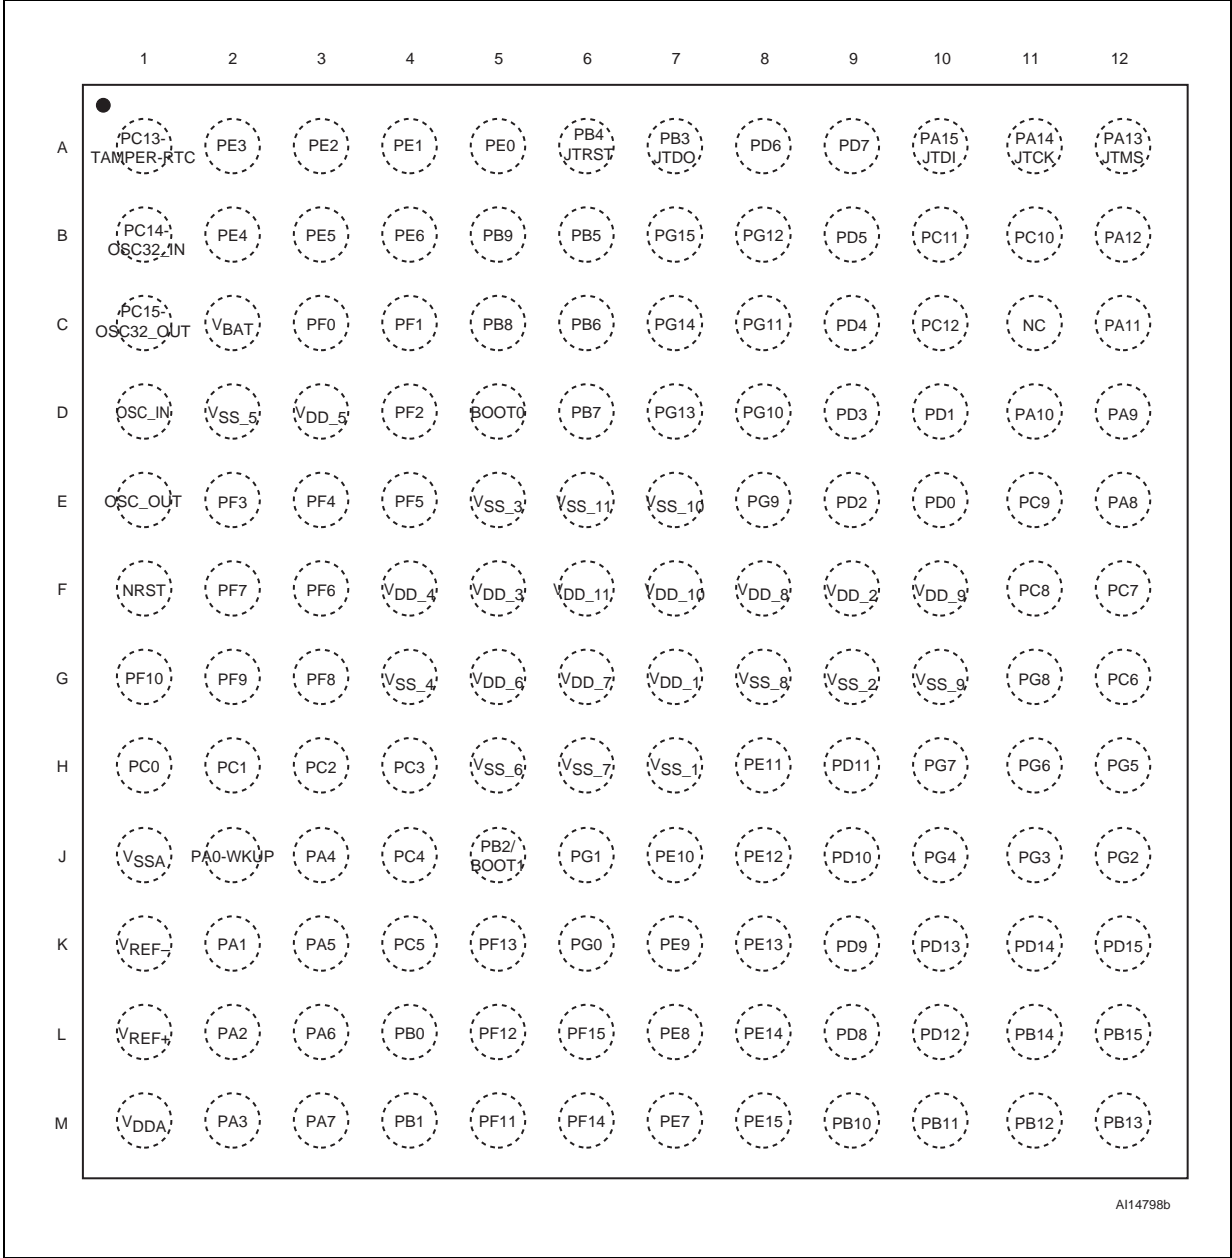 1 2 3 4 5 6 7 8 9 10 11 12
A PC13-TAMPER-RTC PE3 PE2 PE1 PE0 PB4 JTRST PB3 JTDO PD6 PD7 PA15 JTDI PA14 JTCK PA13 JTMS
B PC14-OSC32_IN PE4 PE5 PE6 PB9 PB5 PG15 PG12 PD5 PC11 PC10 PA12
C PC15-OSC32_OUT VBAT PF0 PF1 PB8 PB6 PG14 PG11 PD4 PC12 NC PA11
D OSC_IN VSS_5 VDD_5 PF2 BOOT0 PB7 PG13 PG10 PD3 PD1 PA10 PA9
E OSC_OUT PF3 PF4 PF5 VSS_3 VSS_11 VSS_10 PG9 PD2 PD0 PC9 PA8
F NRST PF7 PF6 VDD_4 VDD_3 VDD_11 VDD_10 VDD_8 VDD_2 VDD_9 PC8 PC7
G PF10 PF9 PF8 VSS_4 VDD_6 VDD_7 VDD_1 VSS_8 VSS_2 VSS_9 PG8 PC6
H PC0 PC1 PC2 PC3 VSS_6 VSS_7 VSS_1 PE11 PD11 PG7 PG6 PG5
J VSSA PA0-WKUP PA4 PC4 PB2/BOOT1 PG1 PE10 PE12 PD10 PG4 PG3 PG2
K VREF– PA1 PA5 PC5 PF13 PG0 PE9 PE13 PD9 PD13 PD14 PD15
L VREF+ PA2 PA6 PB0 PF12 PF15 PE8 PE14 PD8 PD12 PB14 PB15
M VDDA PA3 PA7 PB1 PF11 PF14 PE7 PE15 PB10 PB11 PB12 PB13
AI14798b